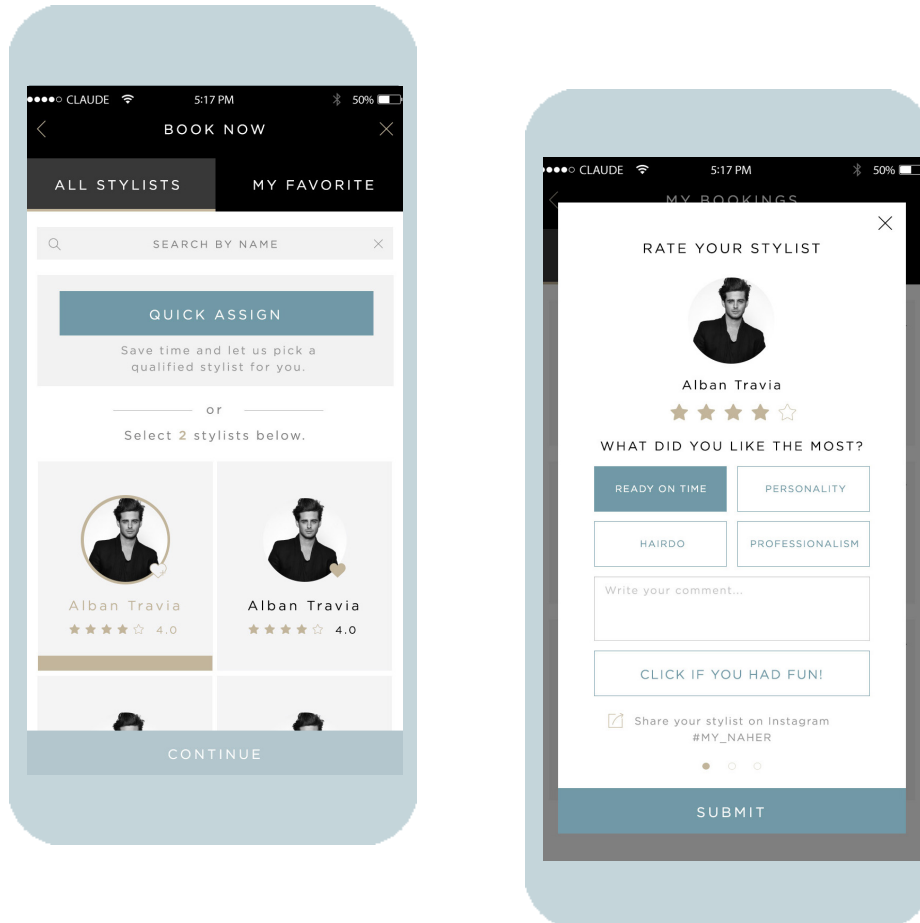 CLAUDE 5:17 PM 50%
BOOK NOW
ALL STYLISTS MY FAVORITE
SEARCH BY NAME
QUICK ASSIGN
Save time and let us pick a
qualified stylist for you.
or
Select 2 stylists below.
Alban Travia Alban Travia
4.0 4.0
CONTINUE
CLAUDE 5:17 PM 50%
MY BOOKINGS
RATE YOUR STYLIST
Alban Travia
WHAT DID YOU LIKE THE MOST?
READY ON TIME PERSONALITY
HAIRDO PROFESSIONALISM
Write your comment...
CLICK IF YOU HAD FUN!
Share your stylist on Instagram
#MY_NAHER
SUBMIT